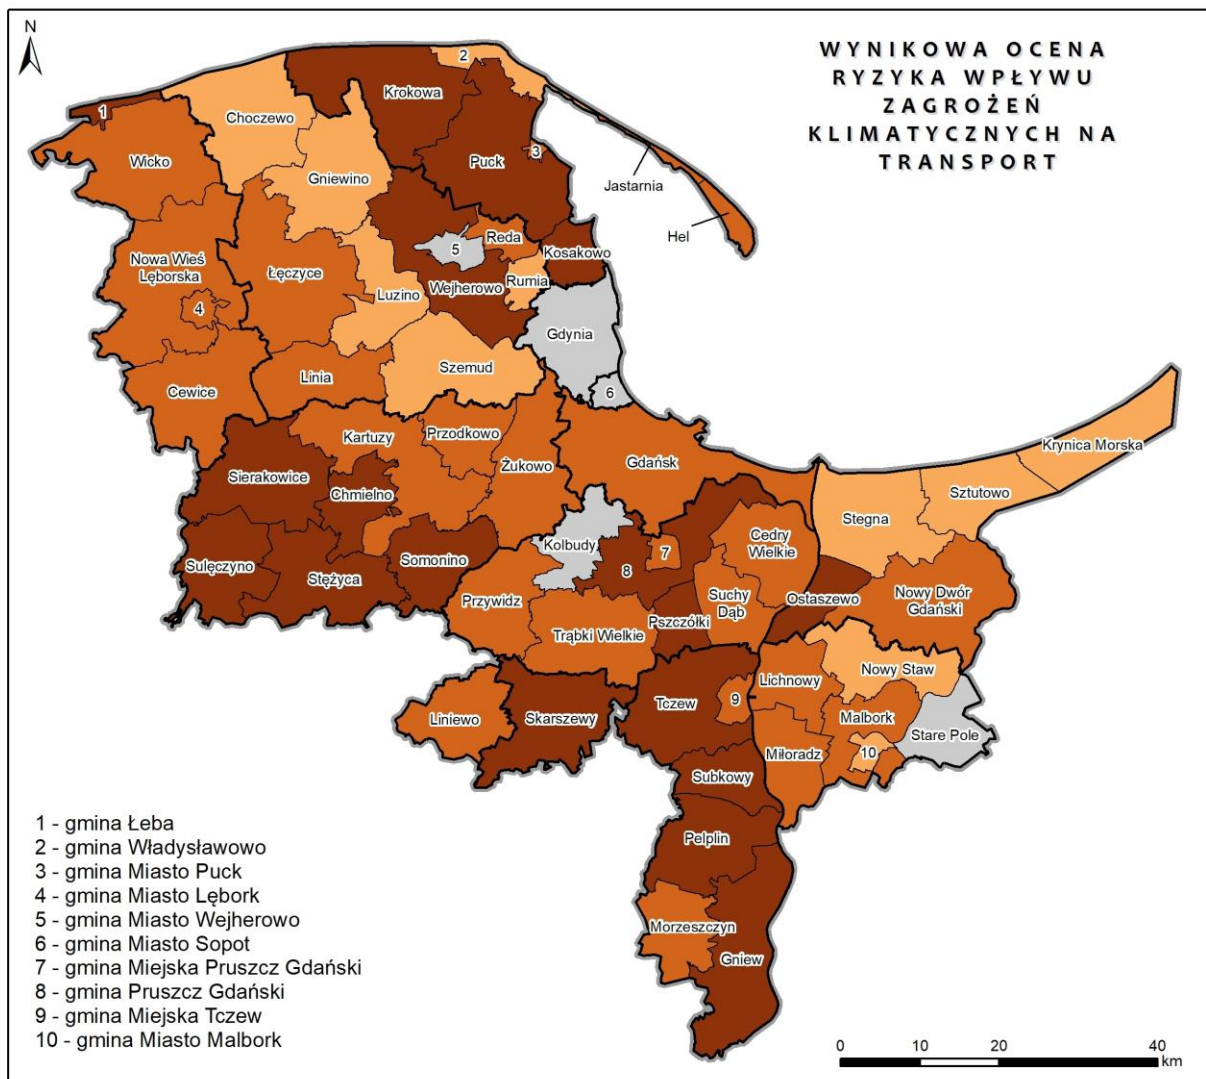 N
WYNIKOWA OCENA
RYZYKA WPŁYWU
ZAGROŻEŃ
KLIMATYCZNYCH NA
TRANSPORT
1
2
Krokowa
Choczewo
Wicko
Puck
3
Gniewino
Jastarnia
Hel
Reda
5
Kosakowo
Nowa Wieś
Lęborska
Łęczyce
Wejherowo
Rumia
Luzino
4
Gdynia
Szemud
Linia
Cewice
6
Kartuzy
Przodkowo
Krynica Morska
Żukowo
Gdańsk
Sierakowice
Chmielno
Sztutowo
Stegna
Cedry
Wielkie
Kolbudy
7
Somonino
Sulęczyno
Stężyca
8
Przywidz
Suchy
Dąb
Ostaszewo
Nowy Dwór
Gdański
Pszczółki
Trąbki Wielkie
Nowy Staw
Lichnowy
Tczew
9
Liniewo
Skarszewy
Malbork
Stare Pole
Miłoradz
10
Subkowy
Pelplin
Morzeszczyn
Gniew
1 - gmina Łeba
2 - gmina Władysławowo
3 - gmina Miasto Puck
4 - gmina Miasto Lębork
5 - gmina Miasto Wejherowo
6 - gmina Miasto Sopot
7 - gmina Miejska Pruszcz Gdański
8 - gmina Pruszcz Gdański
9 - gmina Miejska Tczew
10 - gmina Miasto Malbork
0 10 20 40
km